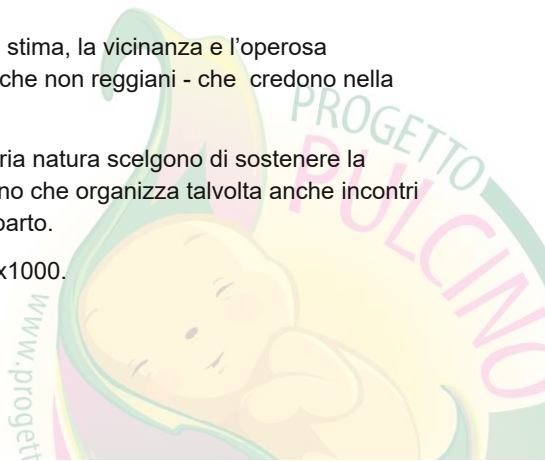 stima, la vicinanza e l’operosa
che non reggiani - che  credono nella
ria natura scelgono di sostenere la
no che organizza talvolta anche incontri
parto.
x1000.
PROGETTO
PULCINO
www.proget